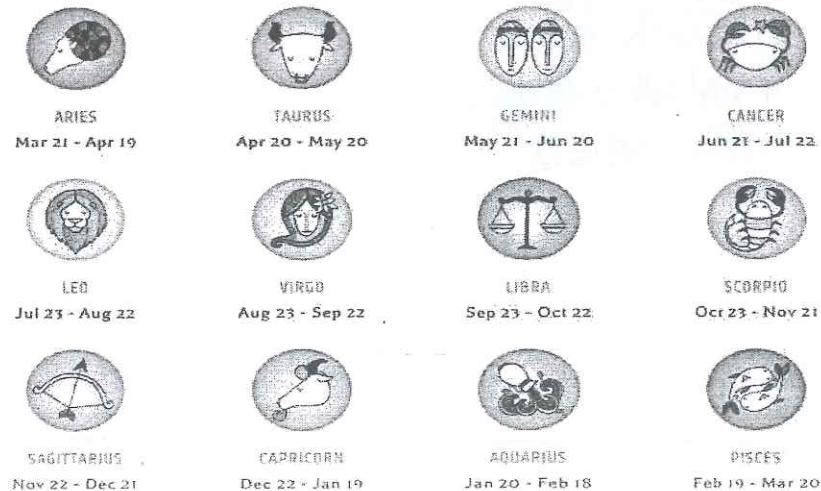 ARIES TAURUS GEMINI CANCER
Mar 21 - Apr 19 Apr 20 - May 20 May 21 - Jun 20 Jun 21 - Jul 22
LEO VIRGO LIBRA SCORPIO
Jul 23 - Aug 22 Aug 23 - Sep 22 Sep 23 - Oct 22 Oct 23 - Nov 21
SAGITTARIUS CAPRICORN AQUARIUS PISCES
Nov 22 - Dec 21 Dec 22 - Jan 19 Jan 20 - Feb 18 Feb 19 - Mar 20